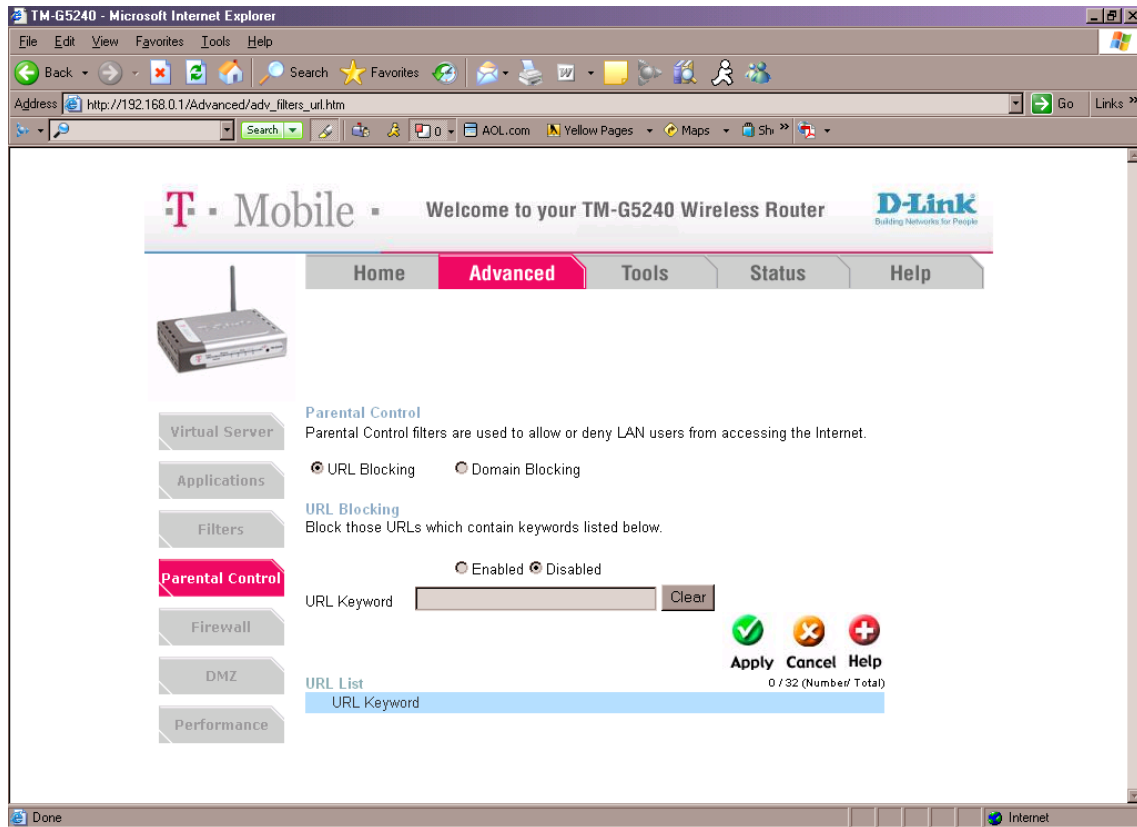 TM-G5240 - Microsoft Internet Explorer
File Edit View Favorites Tools Help
Back Search Favorites
Address http://192.168.0.1/Advanced/adv_filters_url.htm Go Links »
Search 0 AOL.com Yellow Pages Maps »
T · Mobile · Welcome to your TM-G5240 Wireless Router D-Link
Building Networks for People
Home Advanced Tools Status Help
Parental Control
Virtual Server Parental Control filters are used to allow or deny LAN users from accessing the Internet.
URL Blocking Domain Blocking
Applications
URL Blocking
Filters Block those URLs which contain keywords listed below.
Enabled Disabled
Parental Control
URL Keyword Clear
Firewall
Apply Cancel Help
DMZ
URL List 0 / 32 (Number/ Total)
URL Keyword
Performance
Done Internet